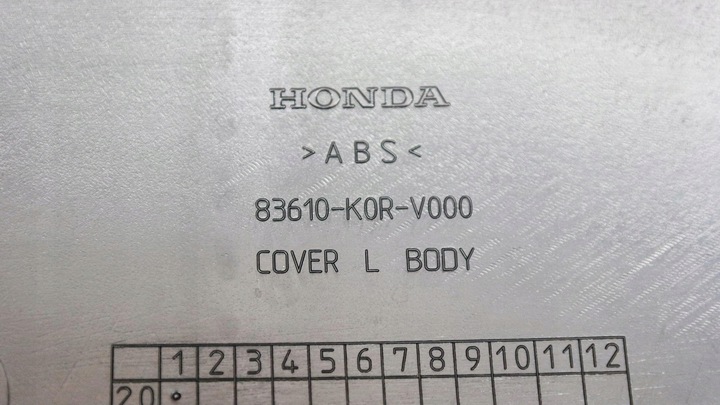 HONDA
>ABS<
83610-K0R-V000
COVER L BODY
1 2 3 4 5 6 7 8 9 10 11 12
20